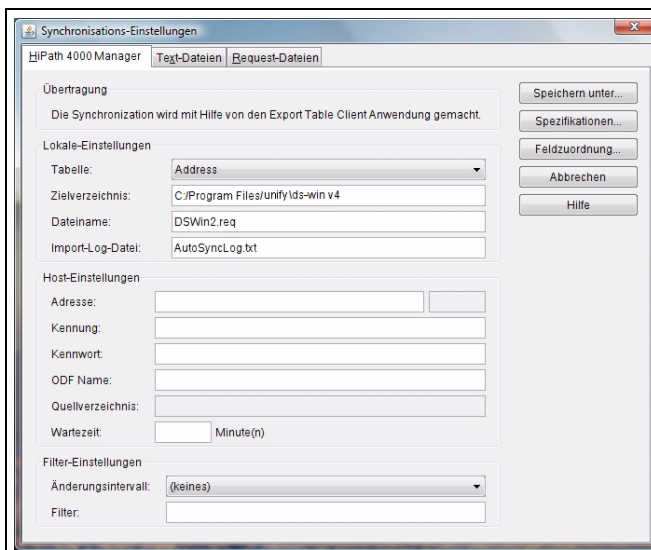 Synchronisations-Einstellungen
HiPath 4000 Manager Text-Dateien Request-Dateien
Übertragung
Die Synchronization wird mit Hilfe von den Export Table Client Anwendung gemacht.
Lokale-Einstellungen
Tabelle: Address
Zielverzeichnis: C:/Program Files/unify\ds-win v4
Dateiname: DSWin2.req
Import-Log-Datei: AutoSyncLog.txt
Host-Einstellungen
Adresse:
Kennung:
Kennwort:
ODF Name:
Quellverzeichnis:
Wartezeit: Minute(n)
Filter-Einstellungen
Änderungsintervall: (keines)
Filter:
Speichern unter...
Spezifikationen...
Feldzuordnung...
Abbrechen
Hilfe